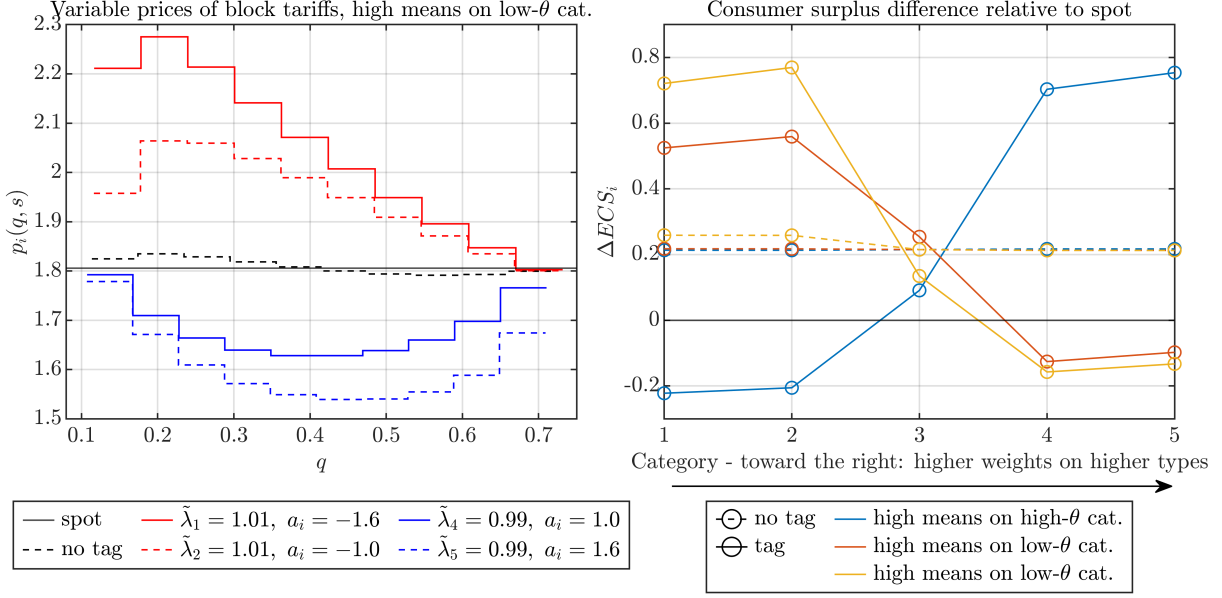 Variable prices of block tariffs, high means on low-θ cat.
2.3
2.2
2.1
2
1.9
1.8
1.7
1.6
1.5
p_i(q, s)
0.1 0.2 0.3 0.4 0.5 0.6 0.7
q
spot
no tag
λ̃_1 = 1.01, a_i = −1.6
λ̃_2 = 1.01, a_i = −1.0
λ̃_4 = 0.99, a_i = 1.0
λ̃_5 = 0.99, a_i = 1.6
Consumer surplus difference relative to spot
0.8
0.6
0.4
0.2
0
-0.2
ΔECS_i
1 2 3 4 5
Category - toward the right: higher weights on higher types
no tag
tag
high means on high-θ cat.
high means on low-θ cat.
high means on low-θ cat.